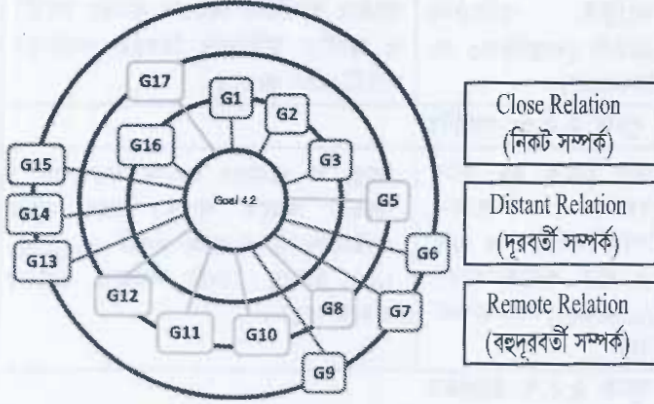 G17
G1
G2
G16
G3
G15
Goal 4.2
G5
G14
G6
G13
G12
G8
G7
G11
G10
G9
Close Relation
(নিকট সম্পর্ক)
Distant Relation
(দূরবর্তী সম্পর্ক)
Remote Relation
(বহুদূরবর্তী সম্পর্ক)